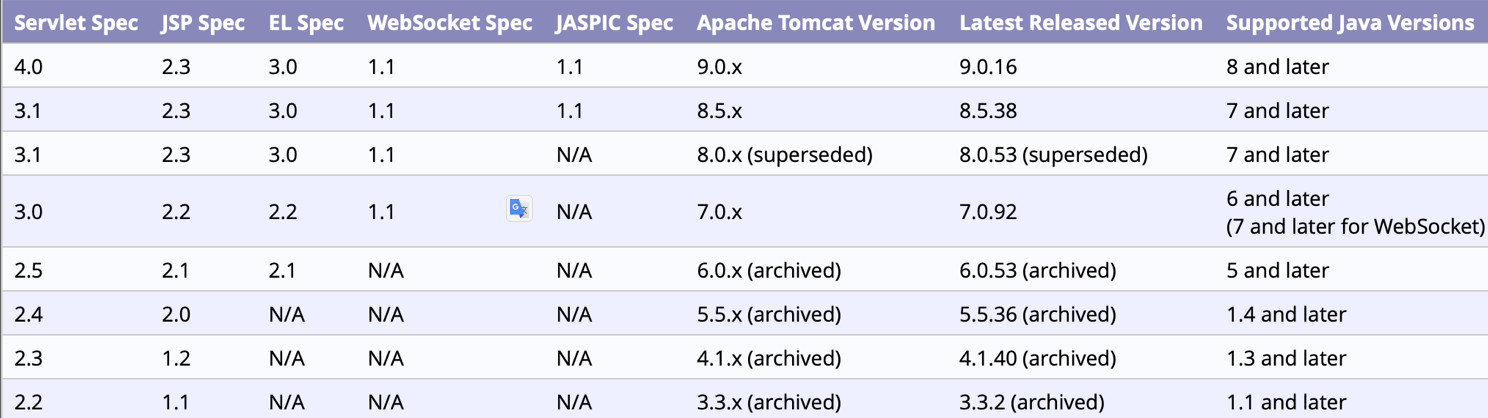 Servlet Spec JSP Spec EL Spec WebSocket Spec JASPIC Spec Apache Tomcat Version Latest Released Version Supported Java Versions
4.0 2.3 3.0 1.1 1.1 9.0.x 9.0.16 8 and later
3.1 2.3 3.0 1.1 1.1 8.5.x 8.5.38 7 and later
3.1 2.3 3.0 1.1 N/A 8.0.x (superseded) 8.0.53 (superseded) 7 and later
3.0 2.2 2.2 1.1 N/A 7.0.x 7.0.92 6 and later
(7 and later for WebSocket)
2.5 2.1 2.1 N/A N/A 6.0.x (archived) 6.0.53 (archived) 5 and later
2.4 2.0 N/A N/A N/A 5.5.x (archived) 5.5.36 (archived) 1.4 and later
2.3 1.2 N/A N/A N/A 4.1.x (archived) 4.1.40 (archived) 1.3 and later
2.2 1.1 N/A N/A N/A 3.3.x (archived) 3.3.2 (archived) 1.1 and later